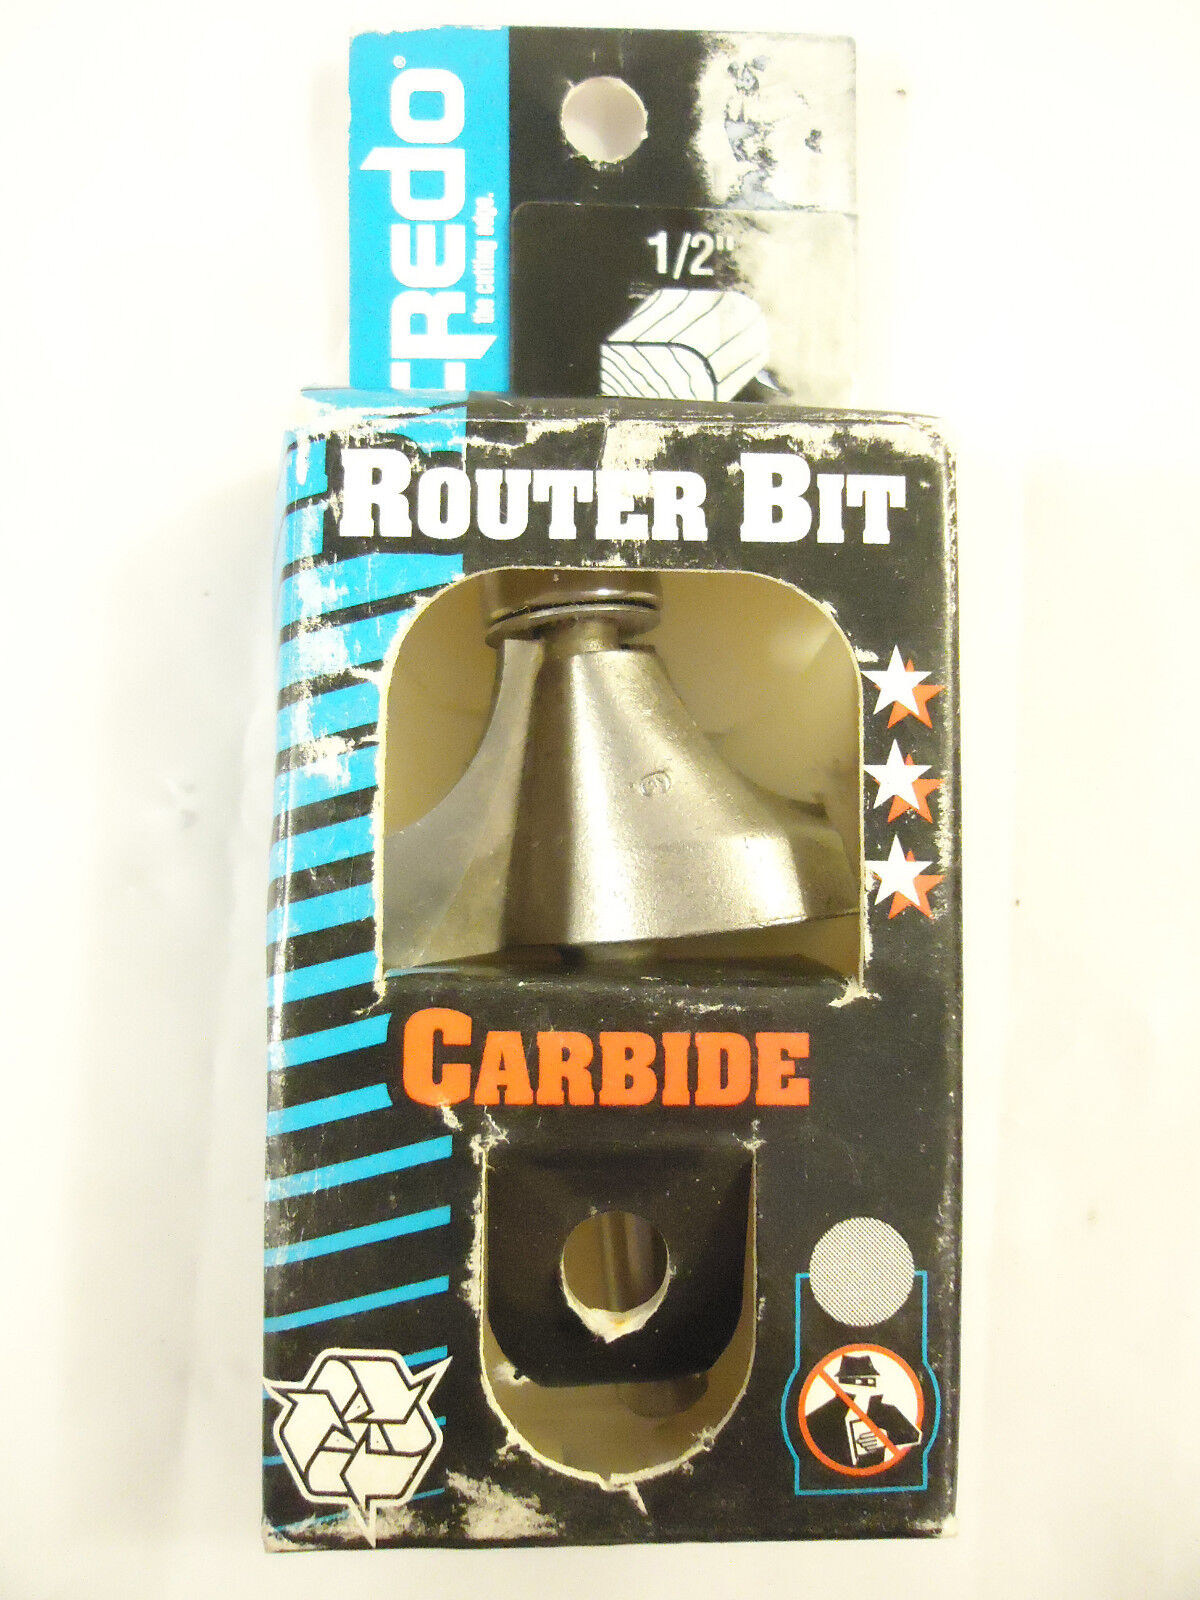 CREDO®
the cutting edge.
1/2"
ROUTER BIT
CARBIDE